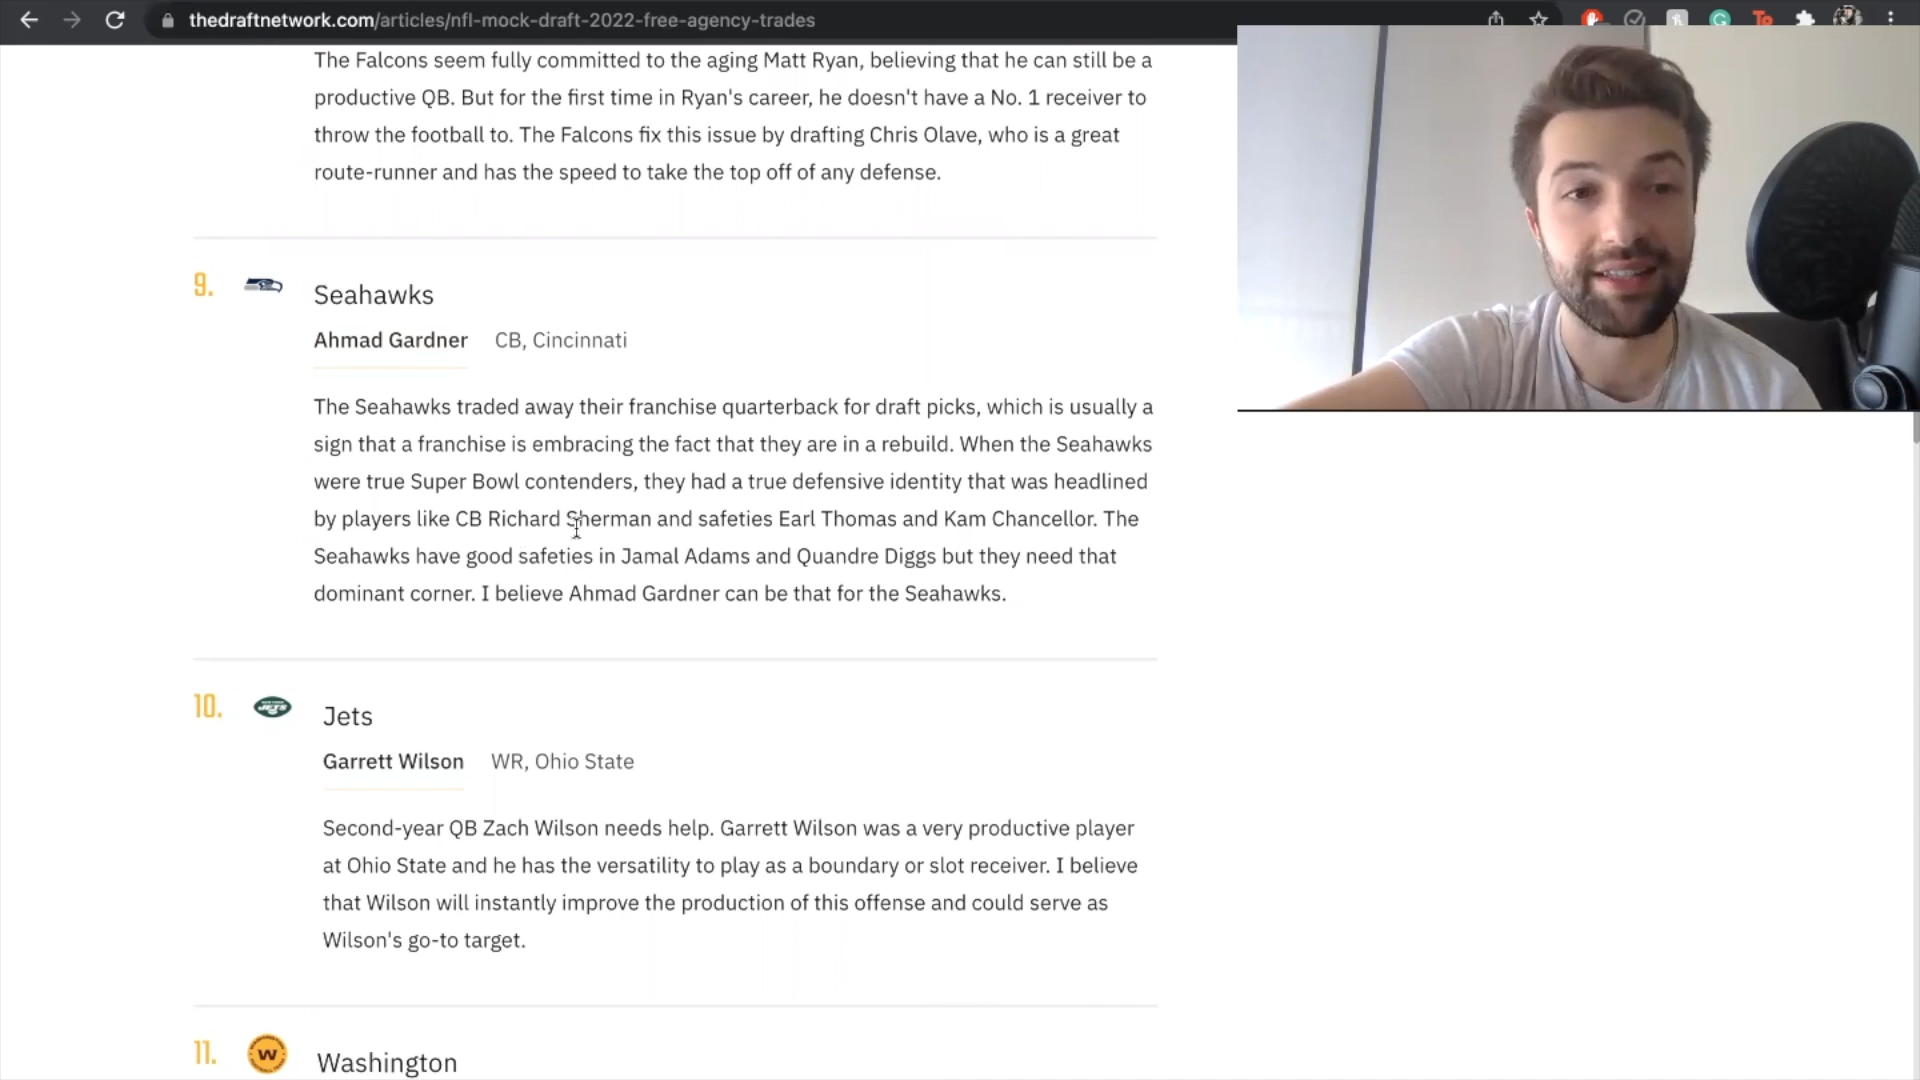 thedraftnetwork.com/articles/nfl-mock-draft-2022-free-agency-trades
The Falcons seem fully committed to the aging Matt Ryan, believing that he can still be a
productive QB. But for the first time in Ryan's career, he doesn't have a No. 1 receiver to
throw the football to. The Falcons fix this issue by drafting Chris Olave, who is a great
route-runner and has the speed to take the top off of any defense.
9.
Seahawks
Ahmad Gardner CB, Cincinnati
The Seahawks traded away their franchise quarterback for draft picks, which is usually a
sign that a franchise is embracing the fact that they are in a rebuild. When the Seahawks
were true Super Bowl contenders, they had a true defensive identity that was headlined
by players like CB Richard Sherman and safeties Earl Thomas and Kam Chancellor. The
Seahawks have good safeties in Jamal Adams and Quandre Diggs but they need that
dominant corner. I believe Ahmad Gardner can be that for the Seahawks.
10.
JETS
Jets
Garrett Wilson WR, Ohio State
Second-year QB Zach Wilson needs help. Garrett Wilson was a very productive player
at Ohio State and he has the versatility to play as a boundary or slot receiver. I believe
that Wilson will instantly improve the production of this offense and could serve as
Wilson's go-to target.
11.
W
Washington